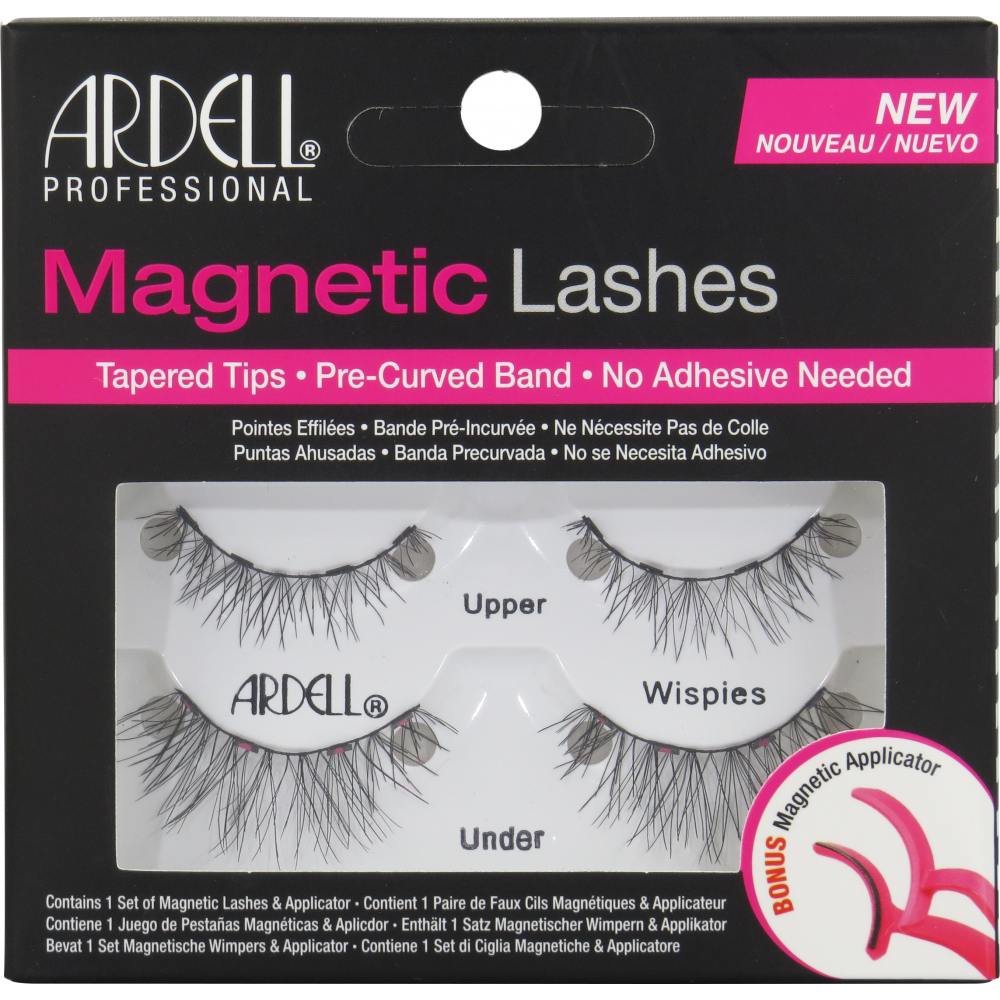 ARDELL®
PROFESSIONAL
NEW
NOUVEAU / NUEVO
Magnetic Lashes
Tapered Tips • Pre-Curved Band • No Adhesive Needed
Pointes Effilées • Bande Pré-Incurvée • Ne Nécessite Pas de Colle
Puntas Ahusadas • Banda Precurvada • No se Necesita Adhesivo
Upper
ARDELL®
Wispies
Under
BONUS Magnetic Applicator
Contains 1 Set of Magnetic Lashes & Applicator · Contient 1 Paire de Faux Cils Magnétiques & Applicateur
Contiene 1 Juego de Pestañas Magnéticas & Aplicdor · Enthält 1 Satz Magnetischer Wimpern & Applikator
Bevat 1 Set Magnetische Wimpers & Applicator · Contiene 1 Set di Ciglia Magnetiche & Applicatore